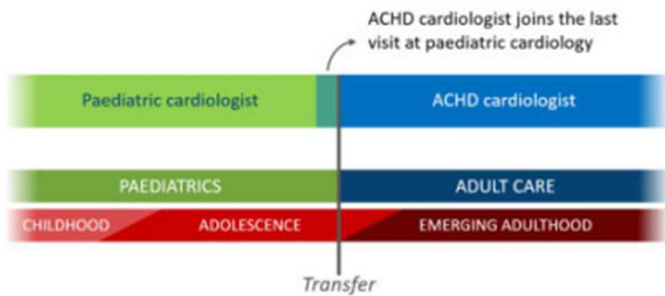 ACHD cardiologist joins the last
visit at paediatric cardiology
Paediatric cardiologist
ACHD cardiologist
PAEDIATRICS
ADULT CARE
CHILDHOOD
ADOLESCENCE
EMERGING ADULTHOOD
Transfer